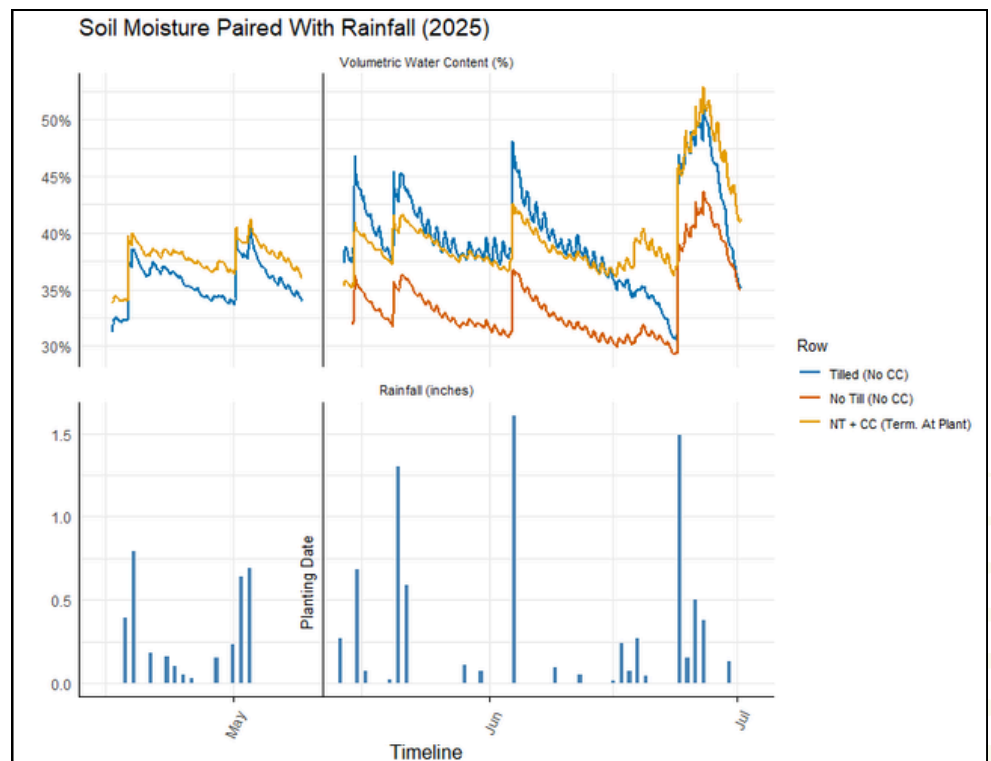 Soil Moisture Paired With Rainfall (2025)
Volumetric Water Content (%)
50%
45%
40%
35%
30%
Row
Tilled (No CC)
No Till (No CC)
NT + CC (Term. At Plant)
Rainfall (inches)
1.5
1.0
0.5
0.0
Planting Date
May
Jun
Jul
Timeline